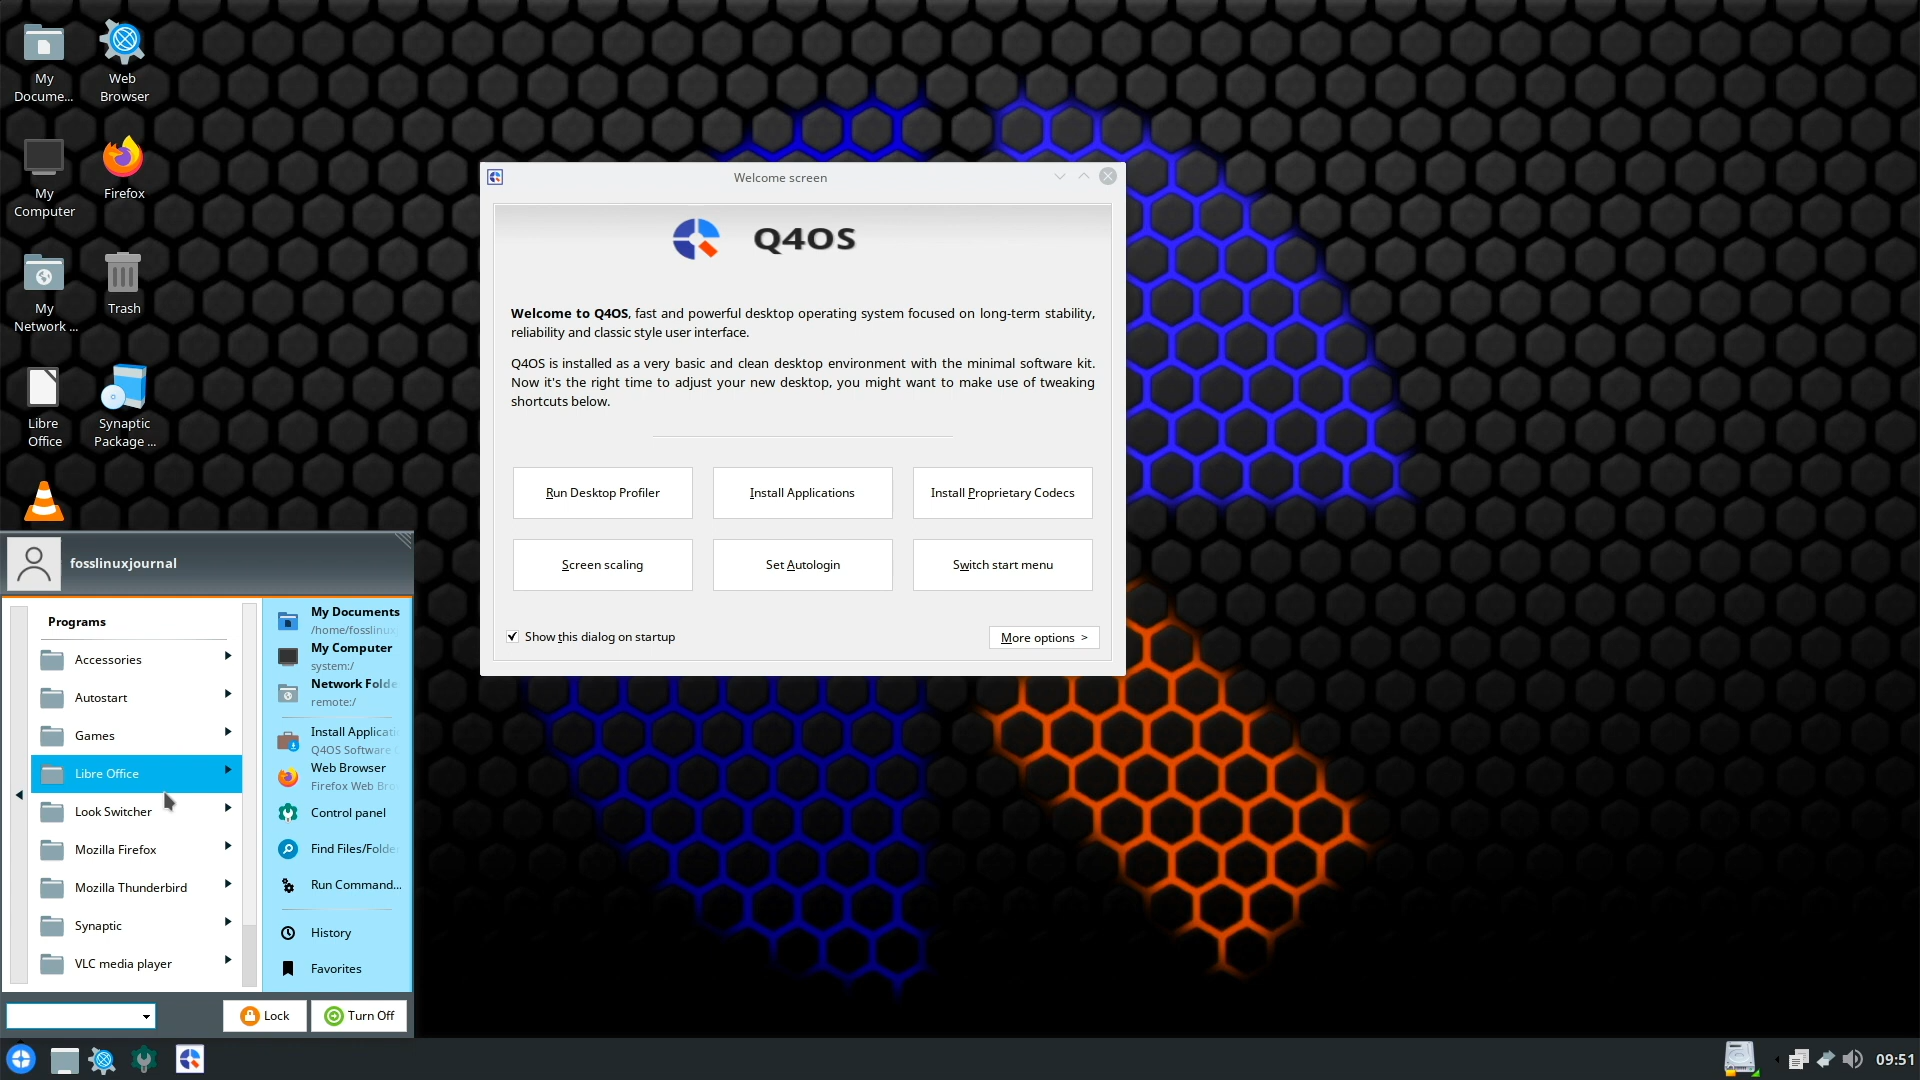 My
Docume...
Web
Browser
My
Computer
Firefox
My
Network ...
Trash
Libre
Office
Synaptic
Package ...
Welcome screen
Q4OS
Welcome to Q4OS, fast and powerful desktop operating system focused on long-term stability,
reliability and classic style user interface.
Q4OS is installed as a very basic and clean desktop environment with the minimal software kit.
Now it's the right time to adjust your new desktop, you might want to make use of tweaking
shortcuts below.
Run Desktop Profiler
Install Applications
Install Proprietary Codecs
Screen scaling
Set Autologin
Switch start menu
Show this dialog on startup
More options >
fosslinuxjournal
Programs
Accessories
Autostart
Games
Libre Office
Look Switcher
Mozilla Firefox
Mozilla Thunderbird
Synaptic
VLC media player
My Documents
/home/fosslinux
My Computer
system:/
Network Folde
remote:/
Install Applicati
Q4OS Software
Web Browser
Firefox Web Bro
Control panel
Find Files/Folde
Run Command...
History
Favorites
Lock
Turn Off
09:51